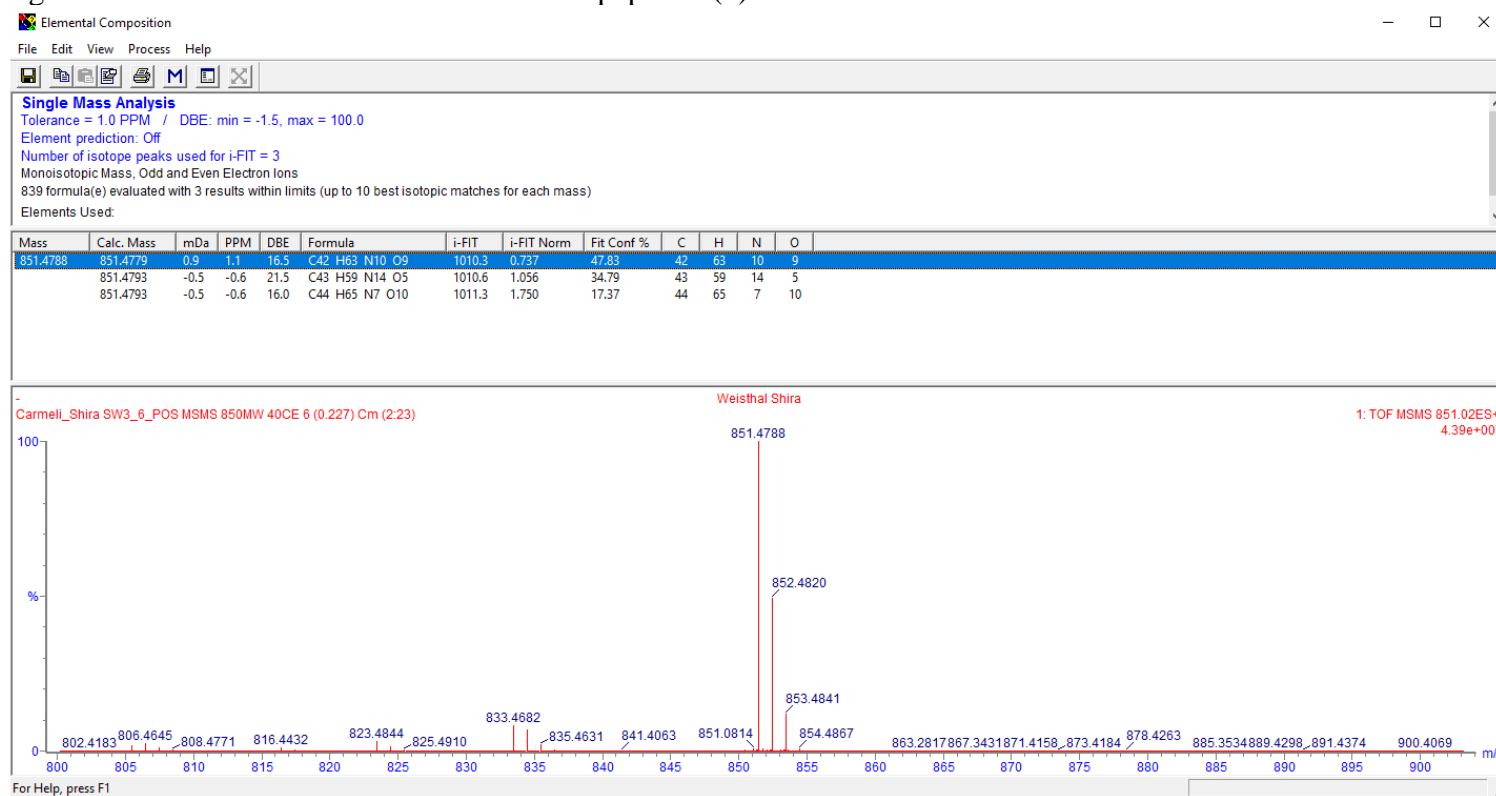 Elemental Composition
File Edit View Process Help
M
Single Mass Analysis
Tolerance = 1.0 PPM / DBE: min = -1.5, max = 100.0
Element prediction: Off
Number of isotope peaks used for i-FIT = 3
Monoisotopic Mass, Odd and Even Electron Ions
839 formula(e) evaluated with 3 results within limits (up to 10 best isotopic matches for each mass)
Elements Used:
Mass Calc. Mass mDa PPM DBE Formula i-FIT i-FIT Norm Fit Conf % C H N O
851.4788 851.4779 0.9 1.1 16.5 C42 H63 N10 O9 1010.3 0.737 47.83 42 63 10 9
851.4793 -0.5 -0.6 21.5 C43 H59 N14 O5 1010.6 1.056 34.79 43 59 14 5
851.4793 -0.5 -0.6 16.0 C44 H65 N7 O10 1011.3 1.750 17.37 44 65 7 10
- Weisthal Shira
Carmeli_Shira SW3_6_POS MSMS 850MW 40CE 6 (0.227) Cm (2:23) 1: TOF MSMS 851.02ES+
4.39e+00
100
851.4788
%
852.4820
853.4841
833.4682
802.4183 806.4645 808.4771 816.4432 823.4844 825.4910 835.4631 841.4063 851.0814 854.4867 863.2817 867.3431 871.4158 873.4184 878.4263 885.3534 889.4298 891.4374 900.4069
0
m/
800 805 810 815 820 825 830 835 840 845 850 855 860 865 870 875 880 885 890 895 900
For Help, press F1